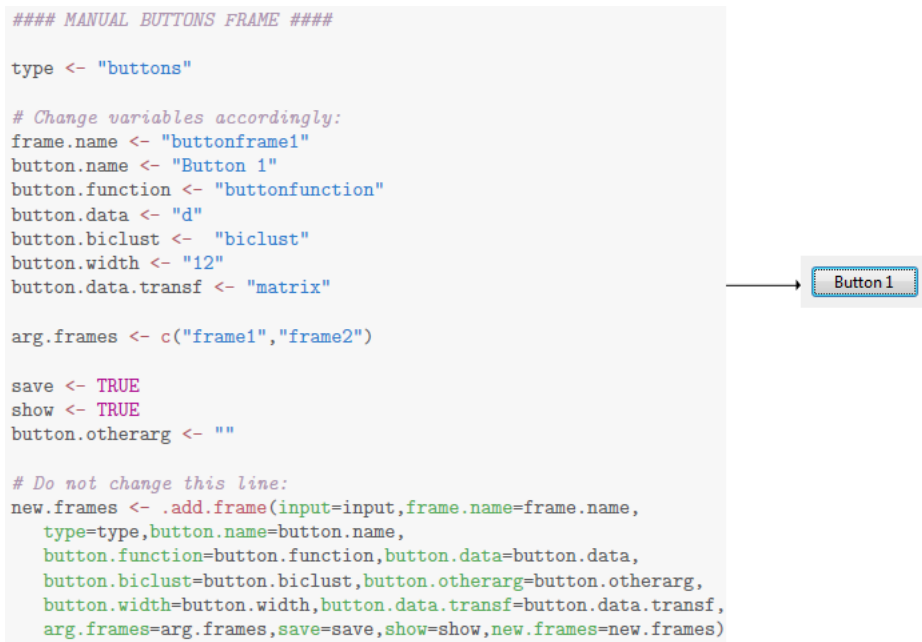 #### MANUAL BUTTONS FRAME ####
type <- "buttons"
# Change variables accordingly:
frame.name <- "buttonframe1"
button.name <- "Button 1"
button.function <- "buttonfunction"
button.data <- "d"
button.biclust <-  "biclust"
button.width <- "12"
button.data.transf <- "matrix"
Button 1
arg.frames <- c("frame1","frame2")
save <- TRUE
show <- TRUE
button.otherarg <- ""
# Do not change this line:
new.frames <- .add.frame(input=input,frame.name=frame.name,
type=type,button.name=button.name,
button.function=button.function,button.data=button.data,
button.biclust=button.biclust,button.otherarg=button.otherarg,
button.width=button.width,button.data.transf=button.data.transf,
arg.frames=arg.frames,save=save,show=show,new.frames=new.frames)